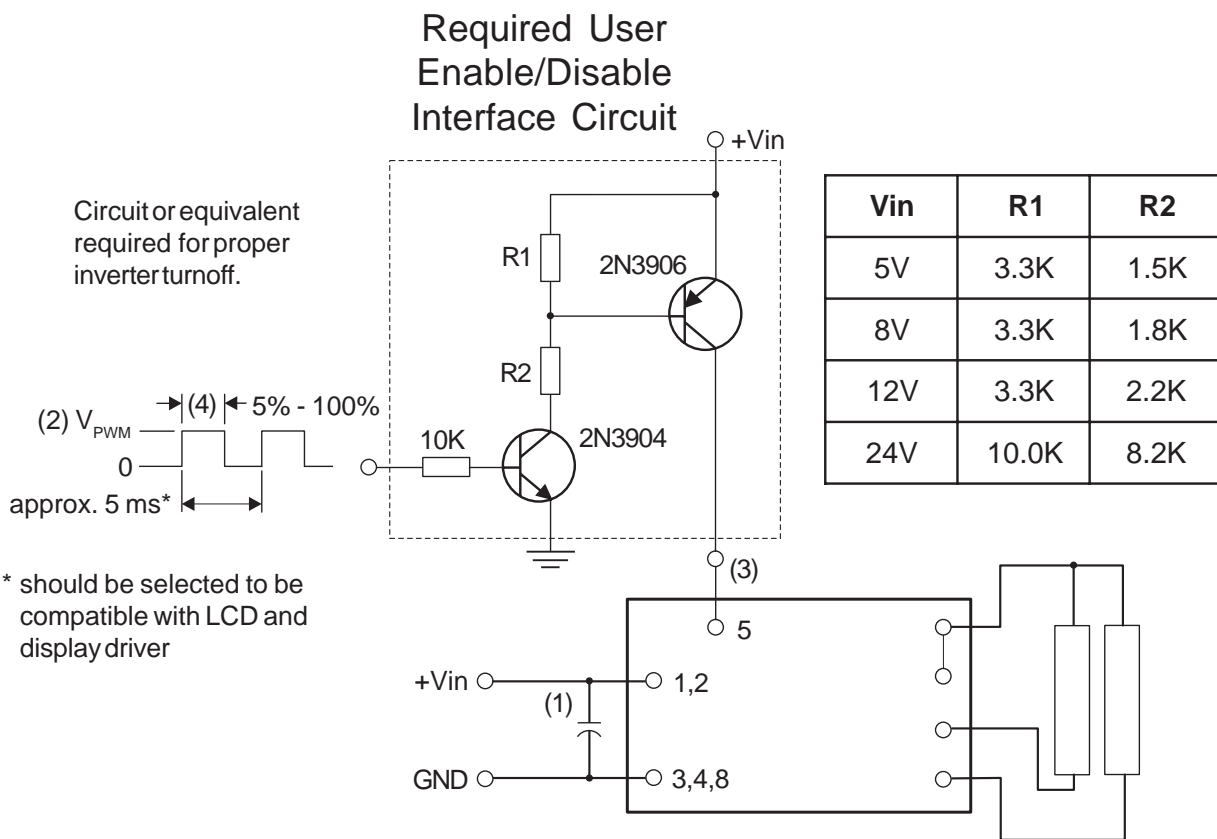 Required User
Enable/Disable
Interface Circuit
+Vin
Circuit or equivalent
required for proper
inverter turnoff.
R1
2N3906
R2
(4) 5% - 100%
(2) VPWM
0
approx. 5 ms*
10K
2N3904
* should be selected to be
compatible with LCD and
display driver
Vin R1 R2
5V 3.3K 1.5K
8V 3.3K 1.8K
12V 3.3K 2.2K
24V 10.0K 8.2K
(3)
5
+Vin
1,2
(1)
GND
3,4,8